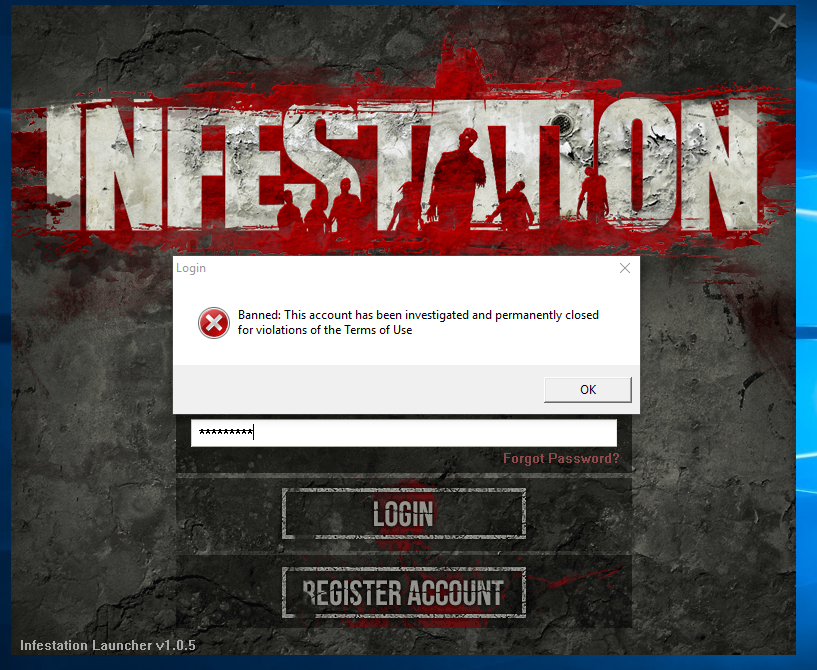 INFESTATION
Login
Banned: This account has been investigated and permanently closed
for violations of the Terms of Use
OK
*********
Forgot Password?
LOGIN
REGISTER ACCOUNT
Infestation Launcher v1.0.5